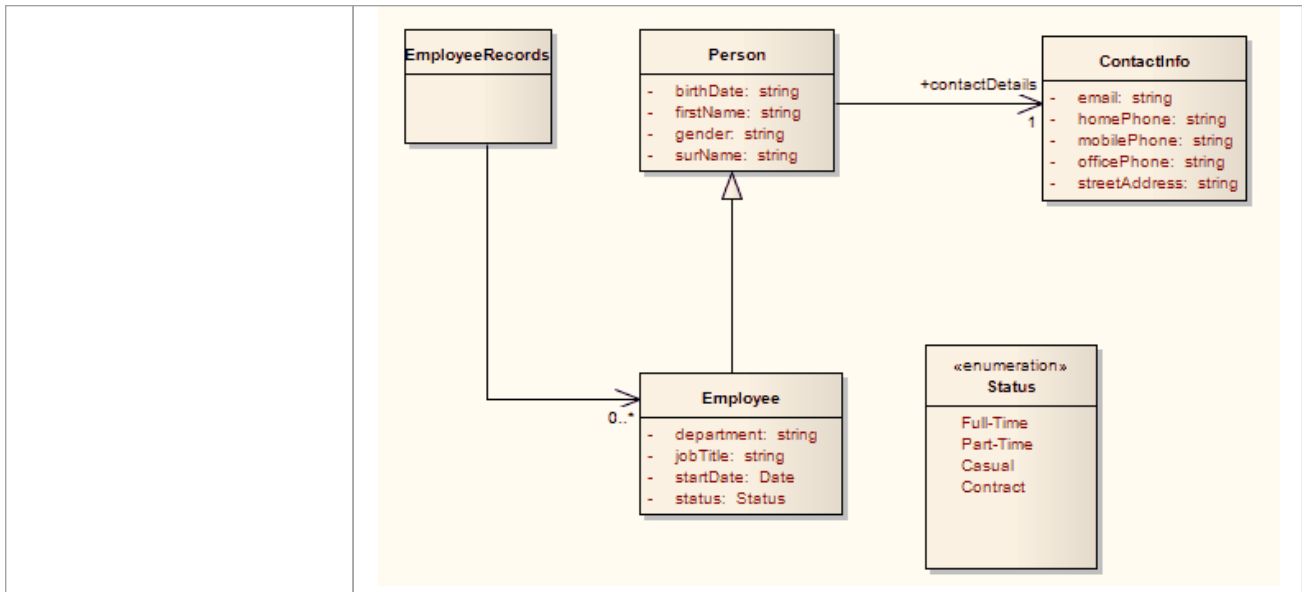 EmployeeRecords
Person
- birthDate: string
- firstName: string
- gender: string
- surName: string
+contactDetails
1
ContactInfo
- email: string
- homePhone: string
- mobilePhone: string
- officePhone: string
- streetAddress: string
0..*
Employee
- department: string
- jobTitle: string
- startDate: Date
- status: Status
«enumeration»
Status
Full-Time
Part-Time
Casual
Contract